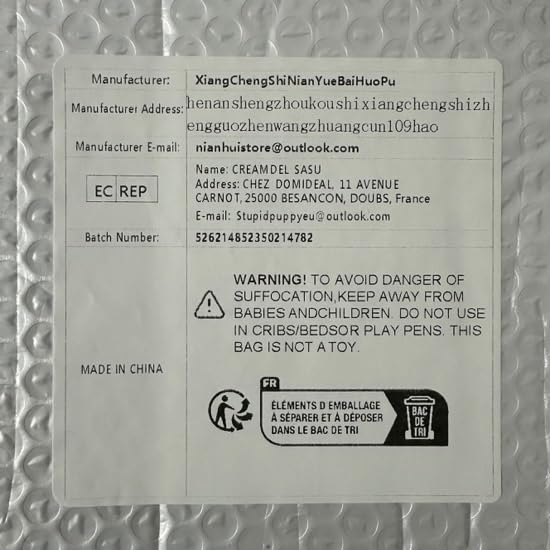 Manufacturer: XiangChengShiNianYueBaiHuoPu
Manufacturer Address: henanshengzhoukoushixiangchengshizh
engguozhenwangzhuangcun109hao
Manufacturer E-mail: nianhuistore@outlook.com
EC REP
Name: CREAMDEL SASU
Address: CHEZ DOMIDEAL, 11 AVENUE
CARNOT,25000 BESANCON, DOUBS, France
E-mail: Stupidpuppyeu@outlook.com
Batch Number: 526214852350214782
MADE IN CHINA
WARNING! TO AVOID DANGER OF
SUFFOCATION,KEEP AWAY FROM
BABIES ANDCHILDREN. DO NOT USE
IN CRIBS/BEDSOR PLAY PENS. THIS
BAG IS NOT A TOY.
FR
ÉLÉMENTS D EMBALLAGE
À SÉPARER ET À DÉPOSER
DANS LE BAC DE TRI
BAC
DE
TRI